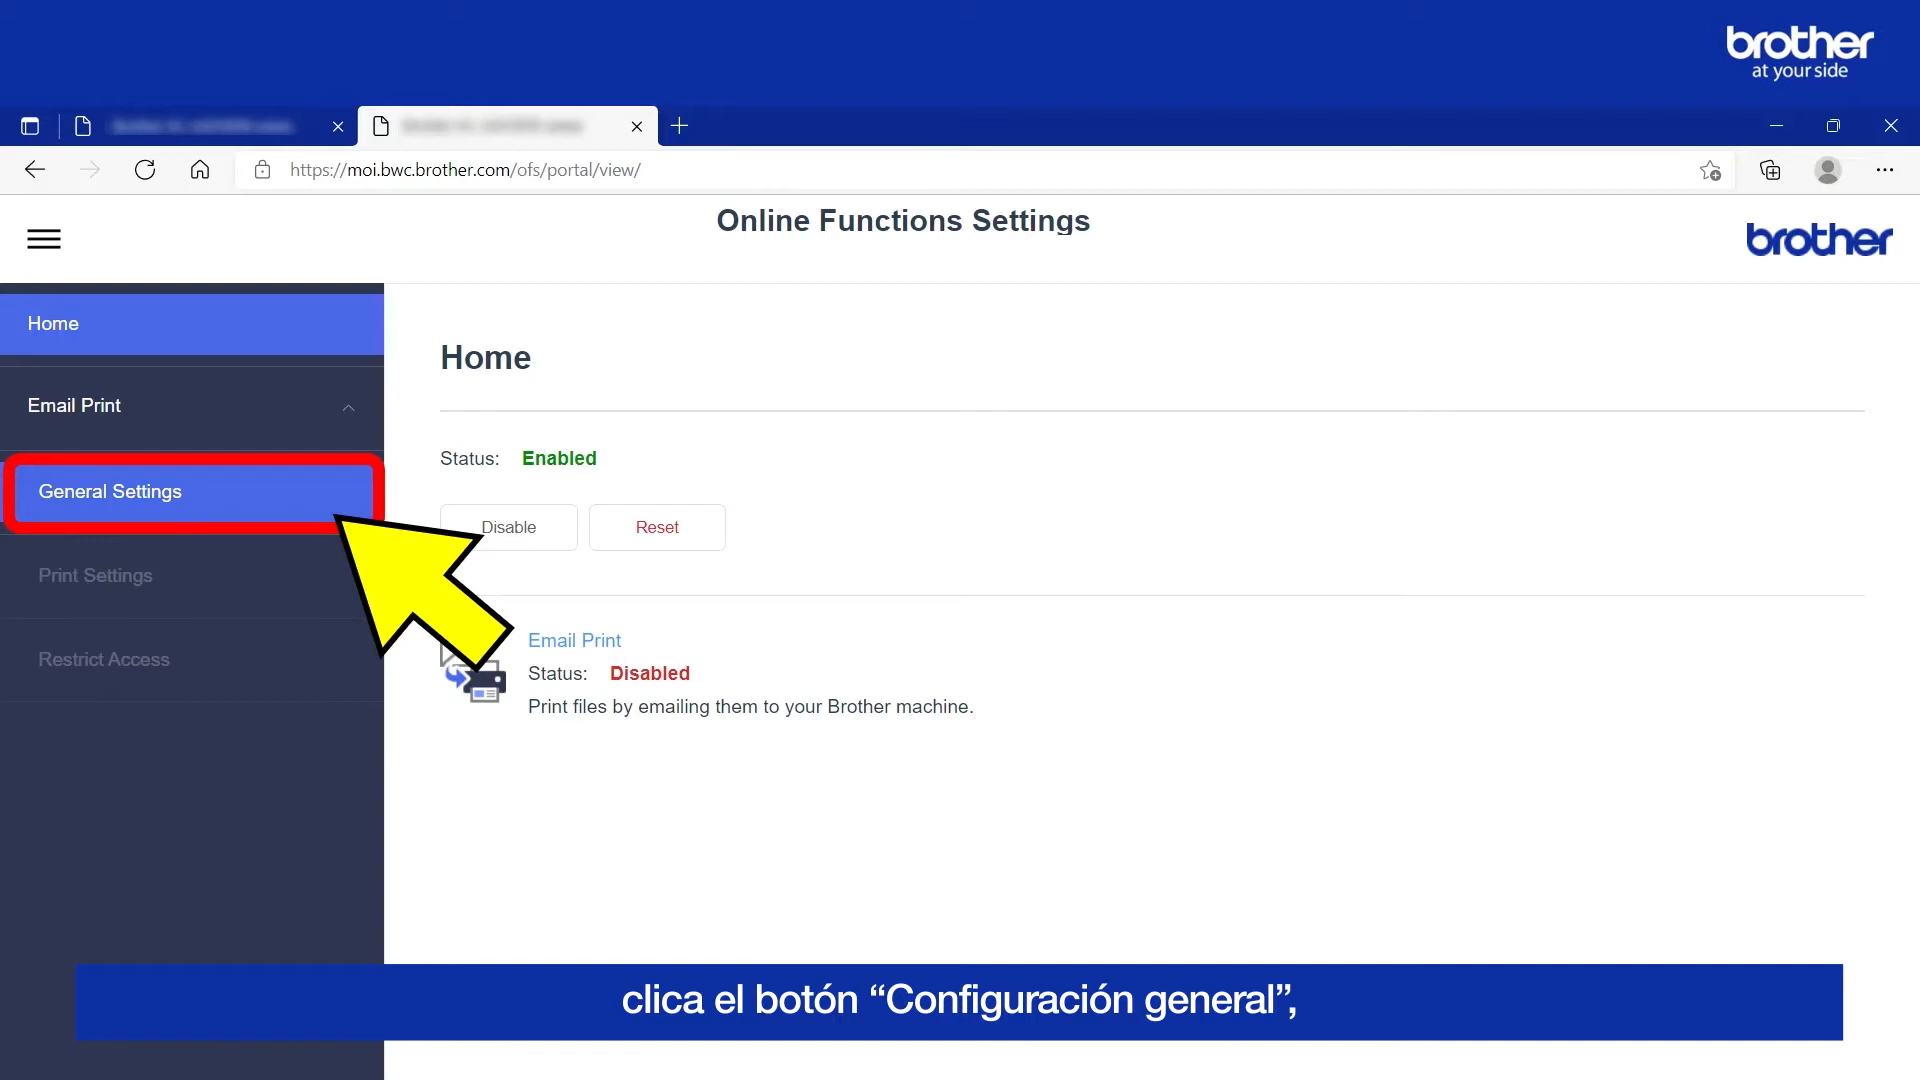 brother
at your side
https://moi.bwc.brother.com/ofs/portal/view/
Online Functions Settings
brother
Home
Email Print
General Settings
Print Settings
Restrict Access
Home
Status: Enabled
Disable
Reset
Email Print
Status: Disabled
Print files by emailing them to your Brother machine.
clica el botón “Configuración general”,